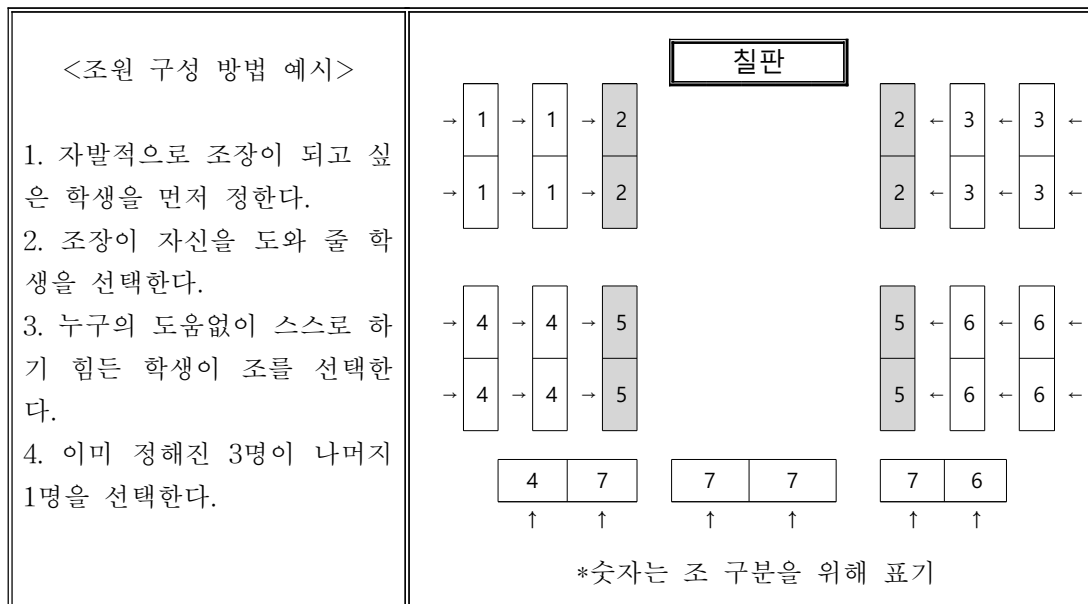 <조원 구성 방법 예시>
1. 자발적으로 조장이 되고 싶
은 학생을 먼저 정한다.
2. 조장이 자신을 도와 줄 학
생을 선택한다.
3. 누구의 도움없이 스스로 하
기 힘든 학생이 조를 선택한
다.
4. 이미 정해진 3명이 나머지
1명을 선택한다.
칠판
→ 1 → 1 → 2 2 ← 3 ← 3 ←
→ 1 → 1 → 2 2 ← 3 ← 3 ←
→ 4 → 4 → 5 5 ← 6 ← 6 ←
→ 4 → 4 → 5 5 ← 6 ← 6 ←
4 7 7 7 7 6
↑ ↑ ↑ ↑ ↑ ↑
*숫자는 조 구분을 위해 표기